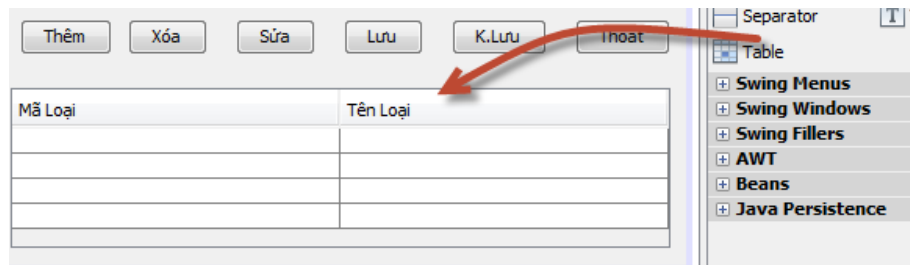 Thêm Xóa Sửa Lưu K.Lưu Thoát
Mã Loại Tên Loại
Separator
Table
Swing Menus
Swing Windows
Swing Fillers
AWT
Beans
Java Persistence